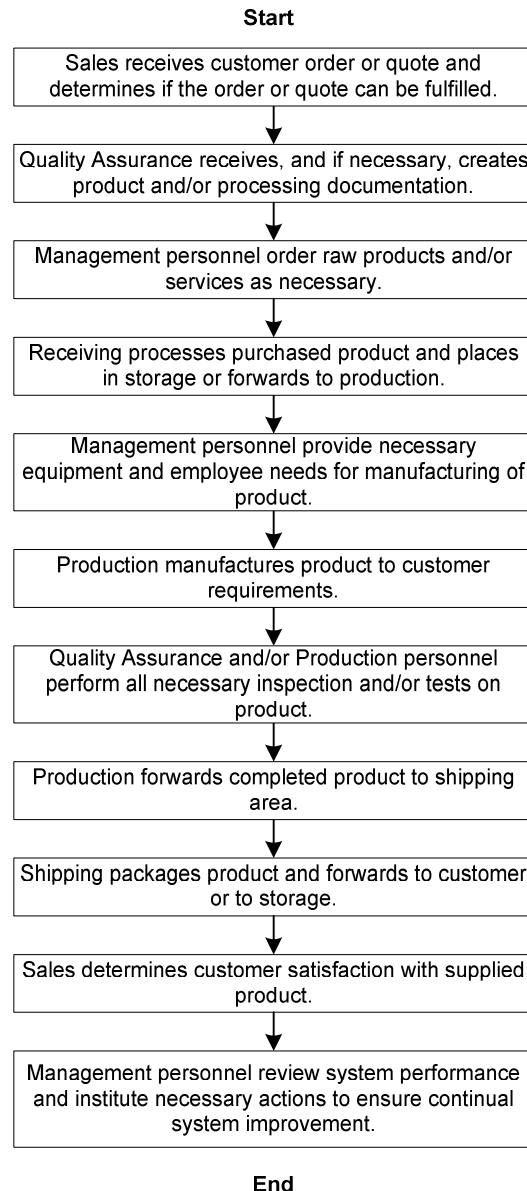 Start
Sales receives customer order or quote and
determines if the order or quote can be fulfilled.
Quality Assurance receives, and if necessary, creates
product and/or processing documentation.
Management personnel order raw products and/or
services as necessary.
Receiving processes purchased product and places
in storage or forwards to production.
Management personnel provide necessary
equipment and employee needs for manufacturing of
product.
Production manufactures product to customer
requirements.
Quality Assurance and/or Production personnel
perform all necessary inspection and/or tests on
product.
Production forwards completed product to shipping
area.
Shipping packages product and forwards to customer
or to storage.
Sales determines customer satisfaction with supplied
product.
Management personnel review system performance
and institute necessary actions to ensure continual
system improvement.
End